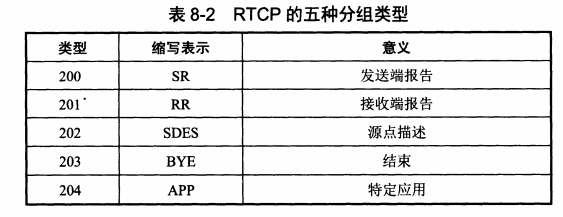 表 8-2 RTCP 的五种分组类型
类型 缩写表示 意义
200 SR 发送端报告
201 RR 接收端报告
202 SDES 源点描述
203 BYE 结束
204 APP 特定应用